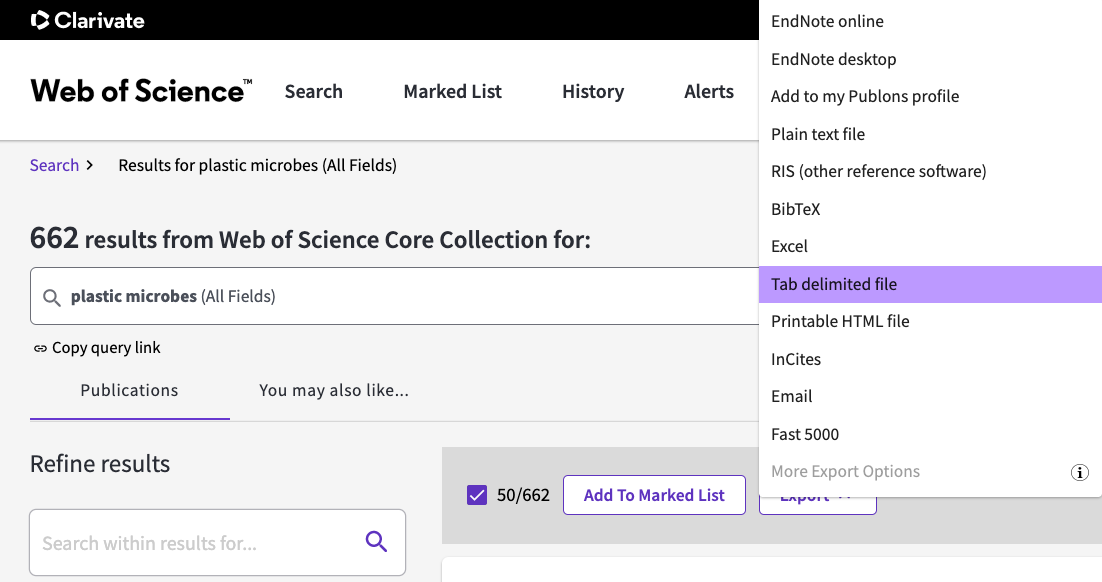 Clarivate
Web of Science™
Search
Marked List
History
Alerts
Search > Results for plastic microbes (All Fields)
662 results from Web of Science Core Collection for:
plastic microbes (All Fields)
Copy query link
Publications
You may also like...
Refine results
Search within results for...
50/662
Add To Marked List
Export
EndNote online
EndNote desktop
Add to my Publons profile
Plain text file
RIS (other reference software)
BibTeX
Excel
Tab delimited file
Printable HTML file
InCites
Email
Fast 5000
More Export Options